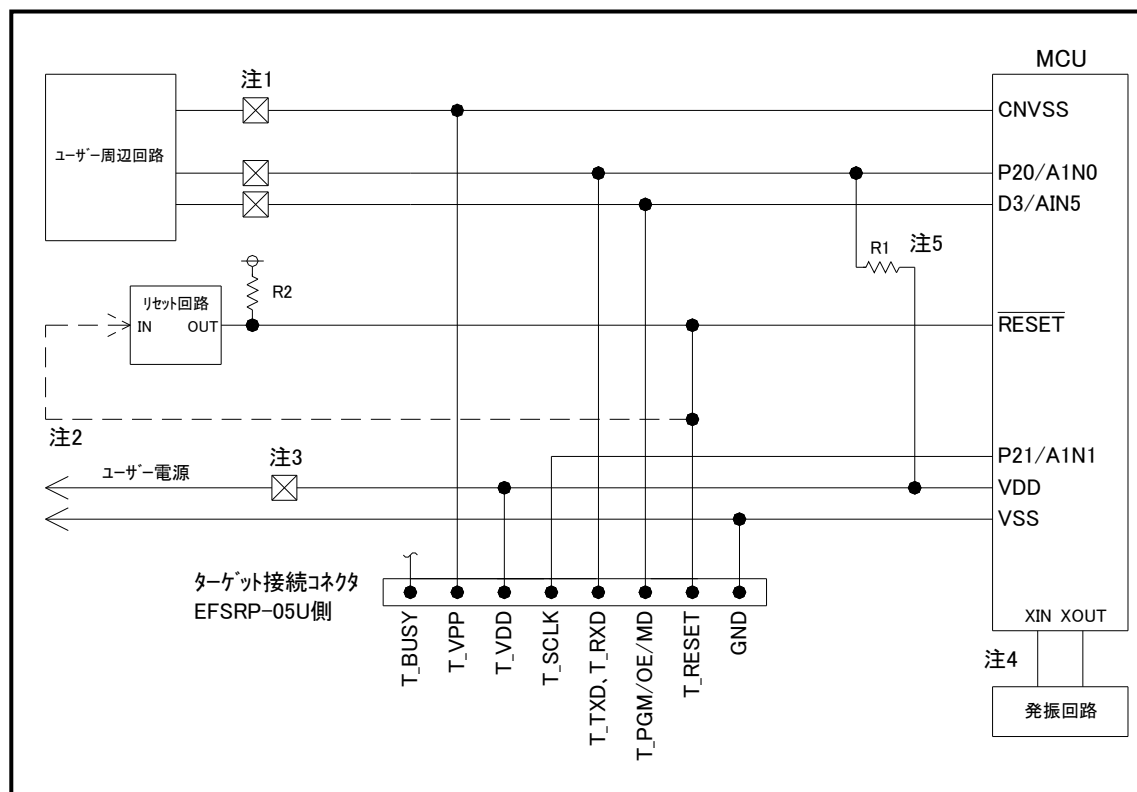 MCU
注1
CNVSS
ユーザー周辺回路
P20/A1N0
D3/AIN5
R1
注5
リセット回路
R2
IN
OUT
RESET
注2
注3
P21/A1N1
ユーザー電源
VDD
VSS
ターゲット接続コネクタ
EFSRP-05U側
T_BUSY
T_VPP
T_VDD
T_SCLK
T_TXD、T_RXD
T_PGM/OE/MD
T_RESET
GND
XIN XOUT
注4
発振回路